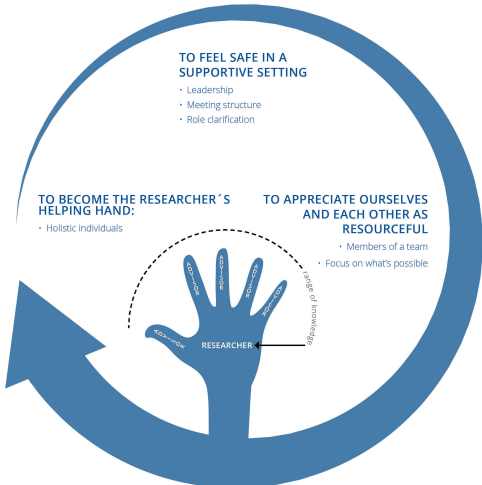 TO FEEL SAFE IN A
SUPPORTIVE SETTING
• Leadership
• Meeting structure
• Role clarification
TO BECOME THE RESEARCHER´S
HELPING HAND:
• Holistic individuals
TO APPRECIATE OURSELVES
AND EACH OTHER AS
RESOURCEFUL
• Members of a team
• Focus on what's possible
ADVISOR
ADVISOR
ADVISOR
ADVISOR
ADVISOR
range of knowledge
RESEARCHER